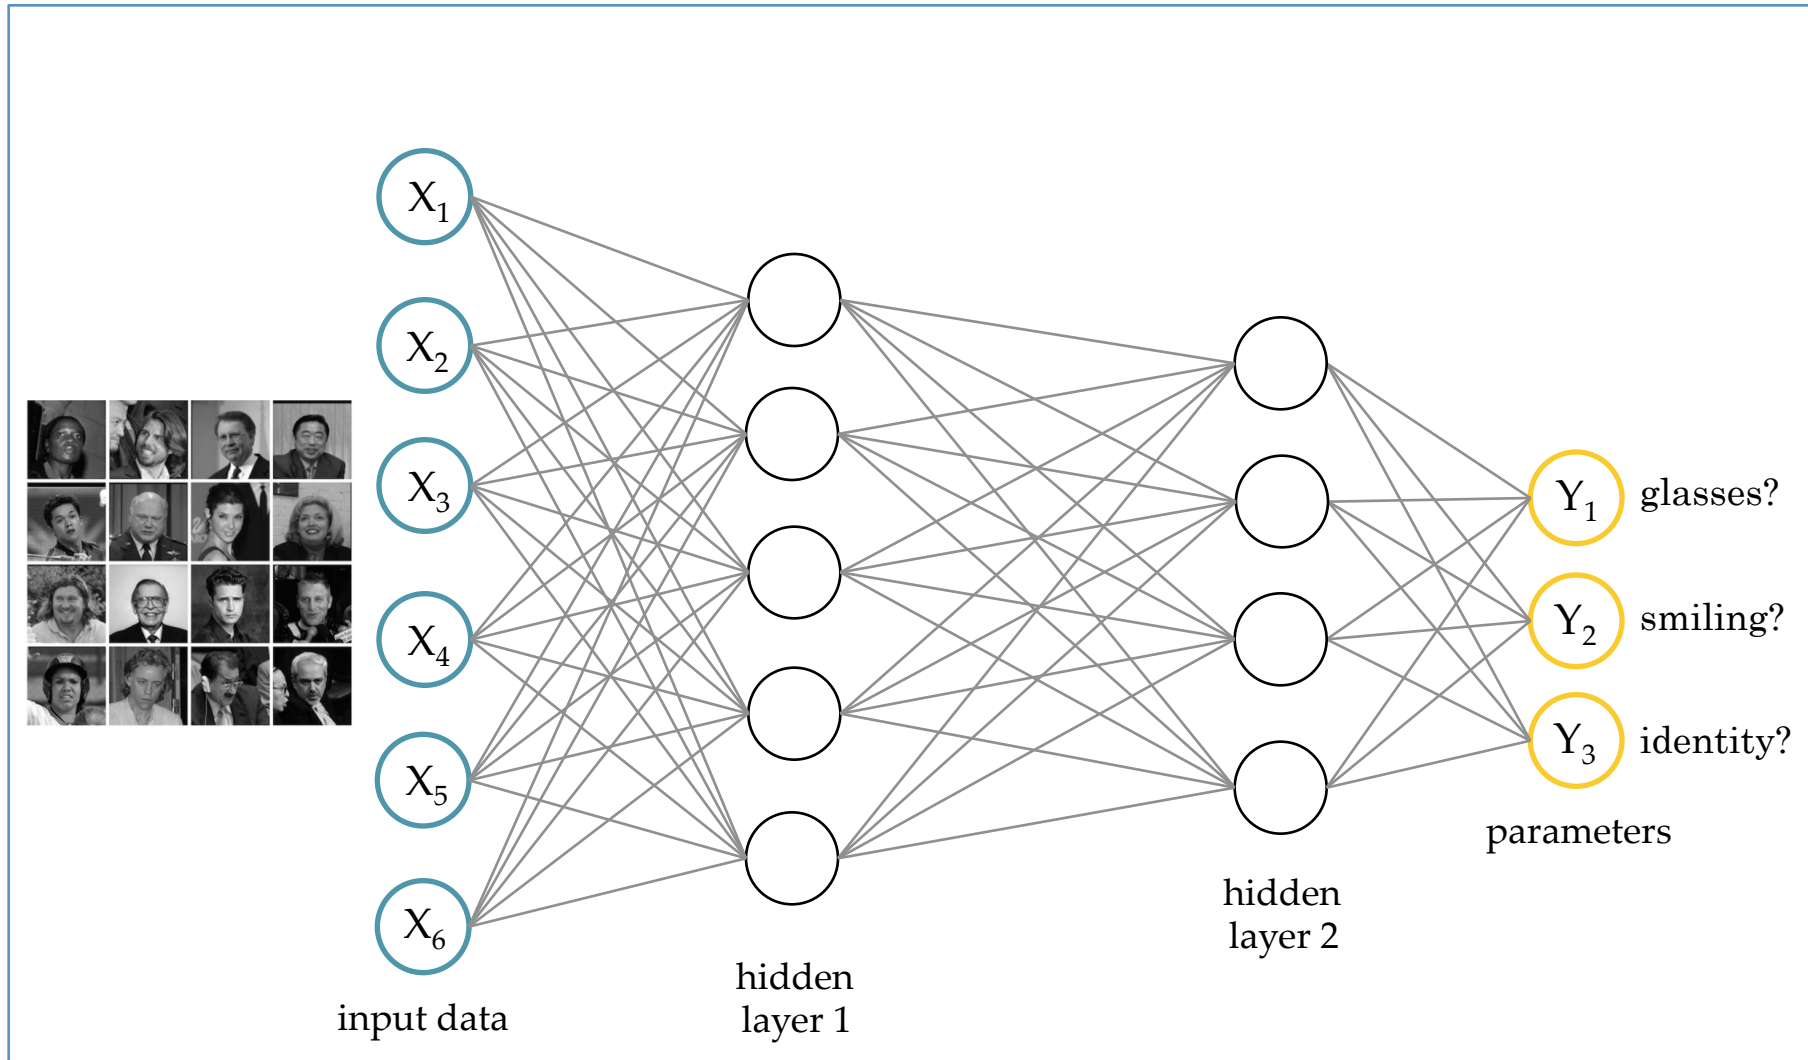 X₁
X₂
X₃
X₄
X₅
X₆
input data
hidden
layer 1
hidden
layer 2
Y₁ glasses?
Y₂ smiling?
Y₃ identity?
parameters